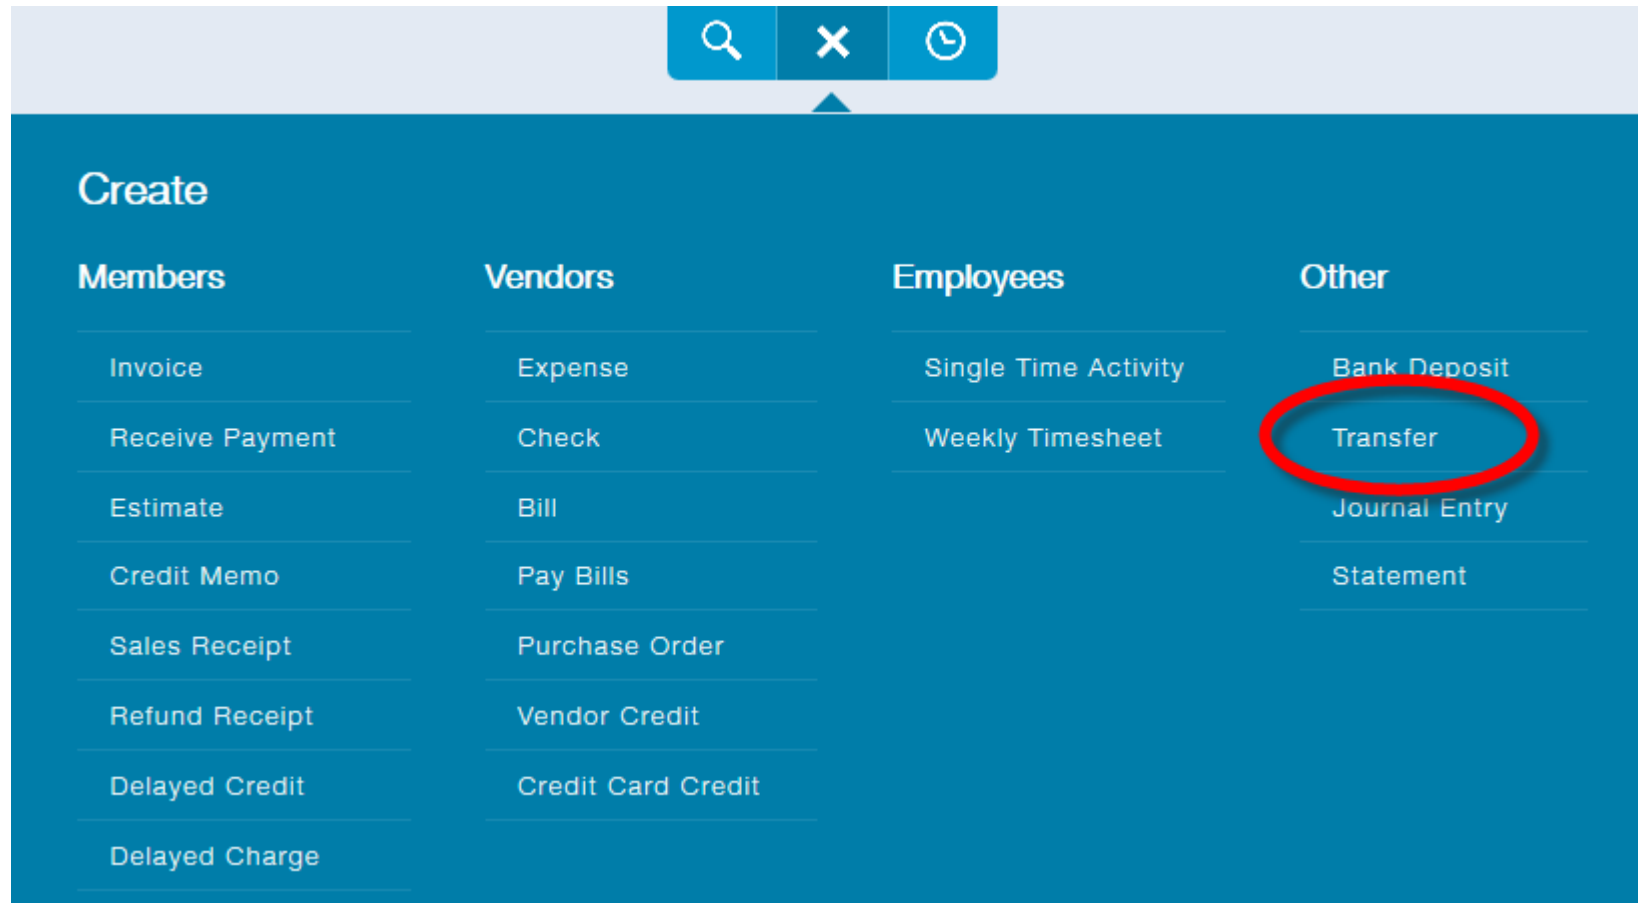 Create
Members
Invoice
Receive Payment
Estimate
Credit Memo
Sales Receipt
Refund Receipt
Delayed Credit
Delayed Charge
Vendors
Expense
Check
Bill
Pay Bills
Purchase Order
Vendor Credit
Credit Card Credit
Employees
Single Time Activity
Weekly Timesheet
Other
Bank Deposit
Transfer
Journal Entry
Statement